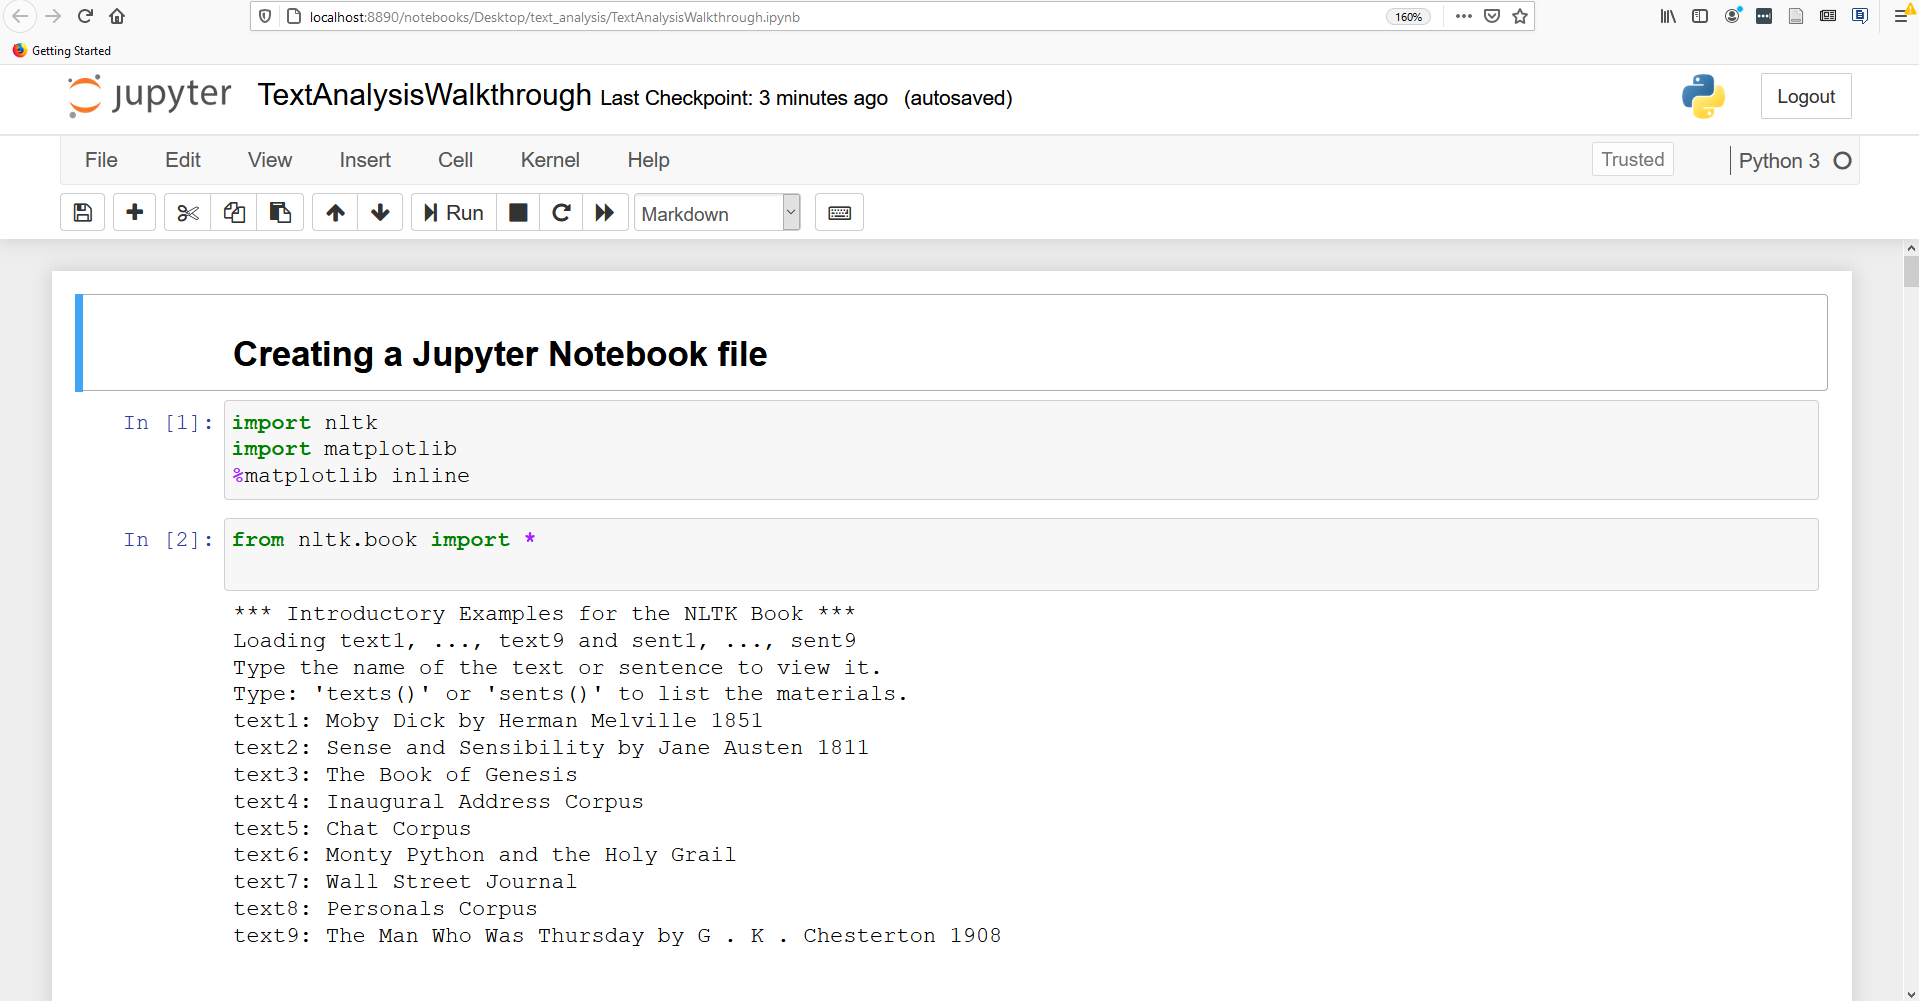 localhost:8890/notebooks/Desktop/text_analysis/TextAnalysisWalkthrough.ipynb
160%
Getting Started
jupyter TextAnalysisWalkthrough Last Checkpoint: 3 minutes ago (autosaved)
Logout
File Edit View Insert Cell Kernel Help
Trusted
Python 3
Run
Markdown
Creating a Jupyter Notebook file
In [1]: import nltk
import matplotlib
%matplotlib inline
In [2]: from nltk.book import *
*** Introductory Examples for the NLTK Book ***
Loading text1, ..., text9 and sent1, ..., sent9
Type the name of the text or sentence to view it.
Type: 'texts()' or 'sents()' to list the materials.
text1: Moby Dick by Herman Melville 1851
text2: Sense and Sensibility by Jane Austen 1811
text3: The Book of Genesis
text4: Inaugural Address Corpus
text5: Chat Corpus
text6: Monty Python and the Holy Grail
text7: Wall Street Journal
text8: Personals Corpus
text9: The Man Who Was Thursday by G . K . Chesterton 1908